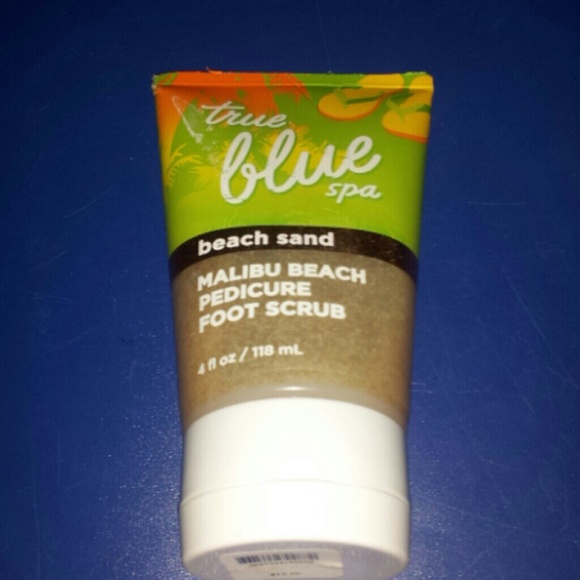 true
blue
spa
beach sand
MALIBU BEACH
PEDICURE
FOOT SCRUB
4 fl oz / 118 mL